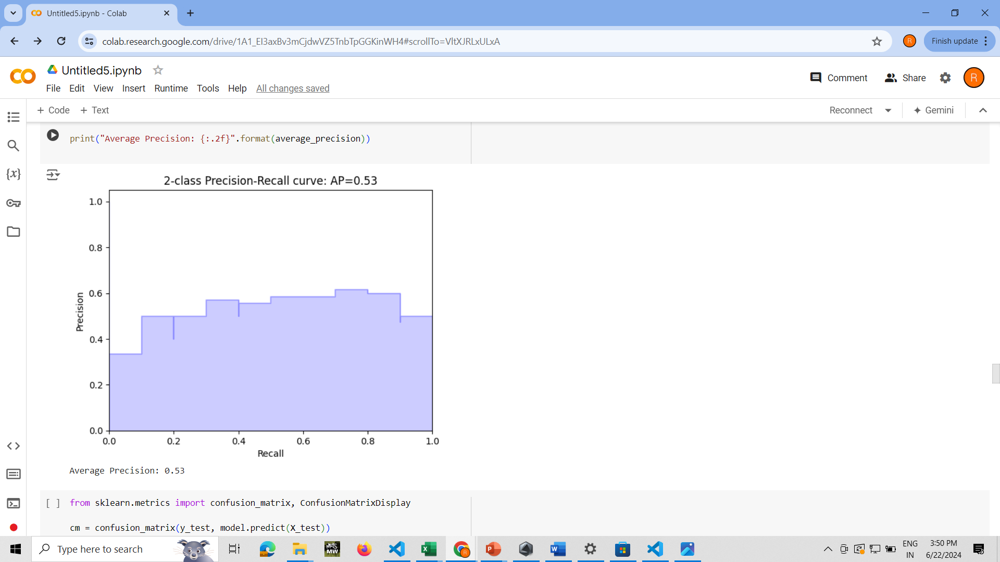 Untitled5.ipynb - Colab
colab.research.google.com/drive/1A1_EI3axBv3mCjdwVZ5TnbTpGGKinWH4#scrollTo=VltXJRLxULxA
R
Finish update
Untitled5.ipynb
File Edit View Insert Runtime Tools Help All changes saved
Comment Share R
+ Code + Text
Reconnect Gemini
print("Average Precision: {:.2f}".format(average_precision))
{x}
2-class Precision-Recall curve: AP=0.53
1.0
0.8
0.6
0.4
0.2
0.0
Precision
0.0 0.2 0.4 0.6 0.8 1.0
Recall
Average Precision: 0.53
[ ] from sklearn.metrics import confusion_matrix, ConfusionMatrixDisplay
cm = confusion_matrix(y_test, model.predict(X_test))
Type here to search
ENG
IN
3:50 PM
6/22/2024